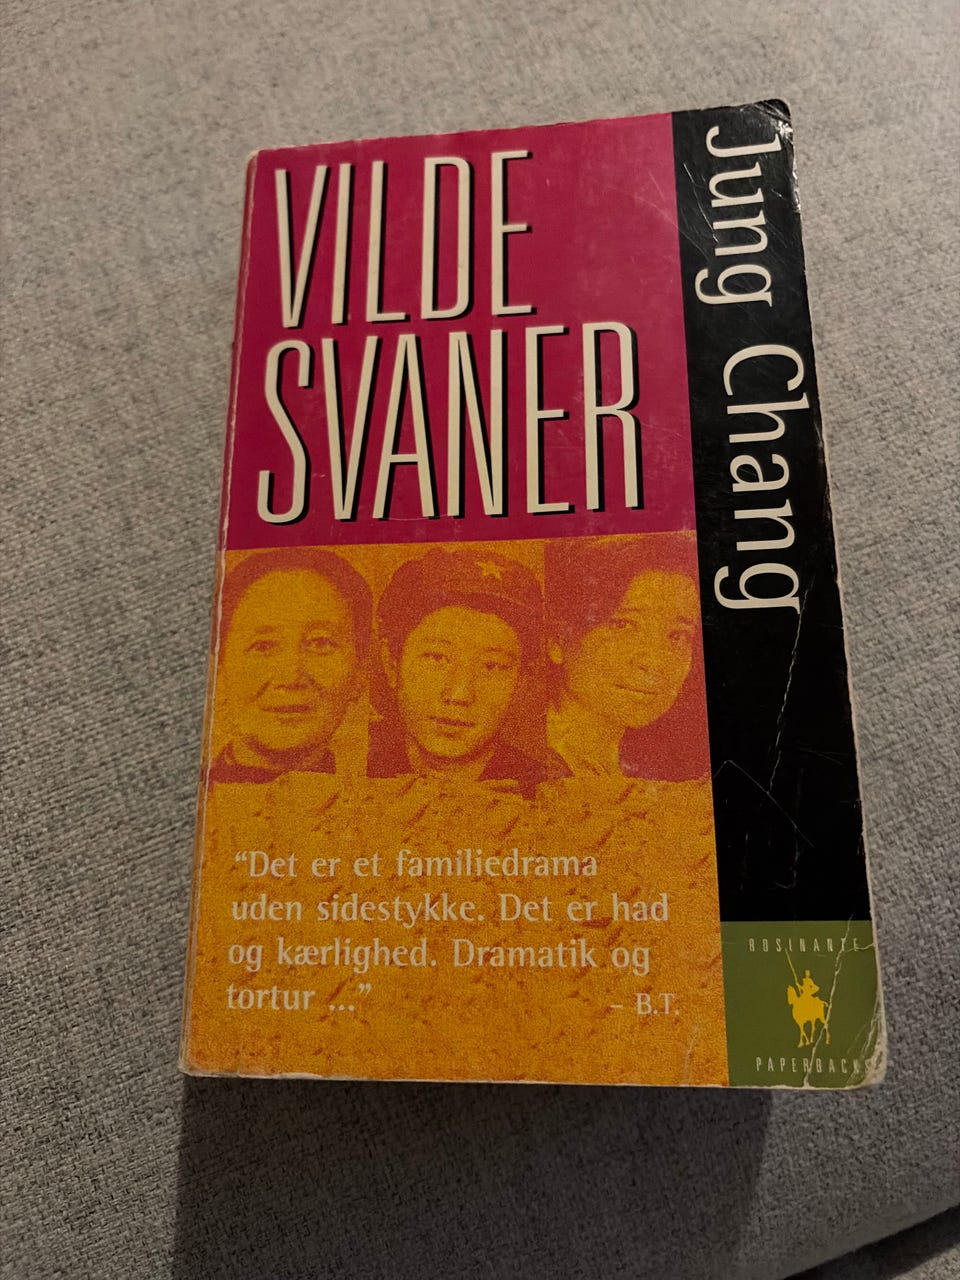 VILDE
SVANER
Jung Chang
“Det er et familiedrama
uden sidestykke. Det er had
og kærlighed. Dramatik og
tortur ...”
– B.T.
ROSINANTE
PAPERBACKS